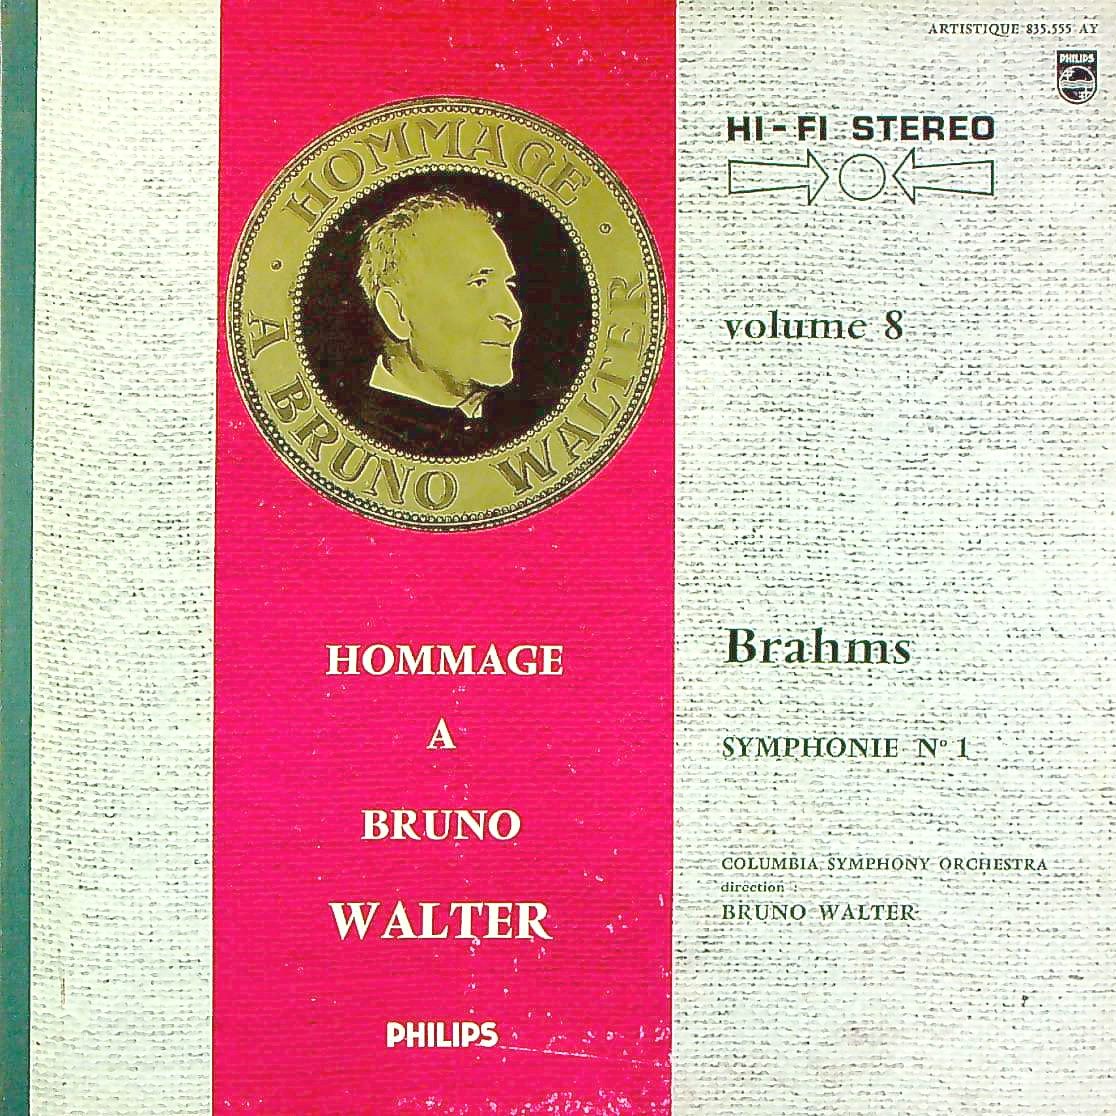 ARTISTIQUE 835.555 AY
PHILIPS
HI-FI STEREO
HOMMAGE
A BRUNO WALTER
volume 8
HOMMAGE
A
BRUNO
WALTER
PHILIPS
Brahms
SYMPHONIE Nº 1
COLUMBIA SYMPHONY ORCHESTRA
direction :
BRUNO WALTER